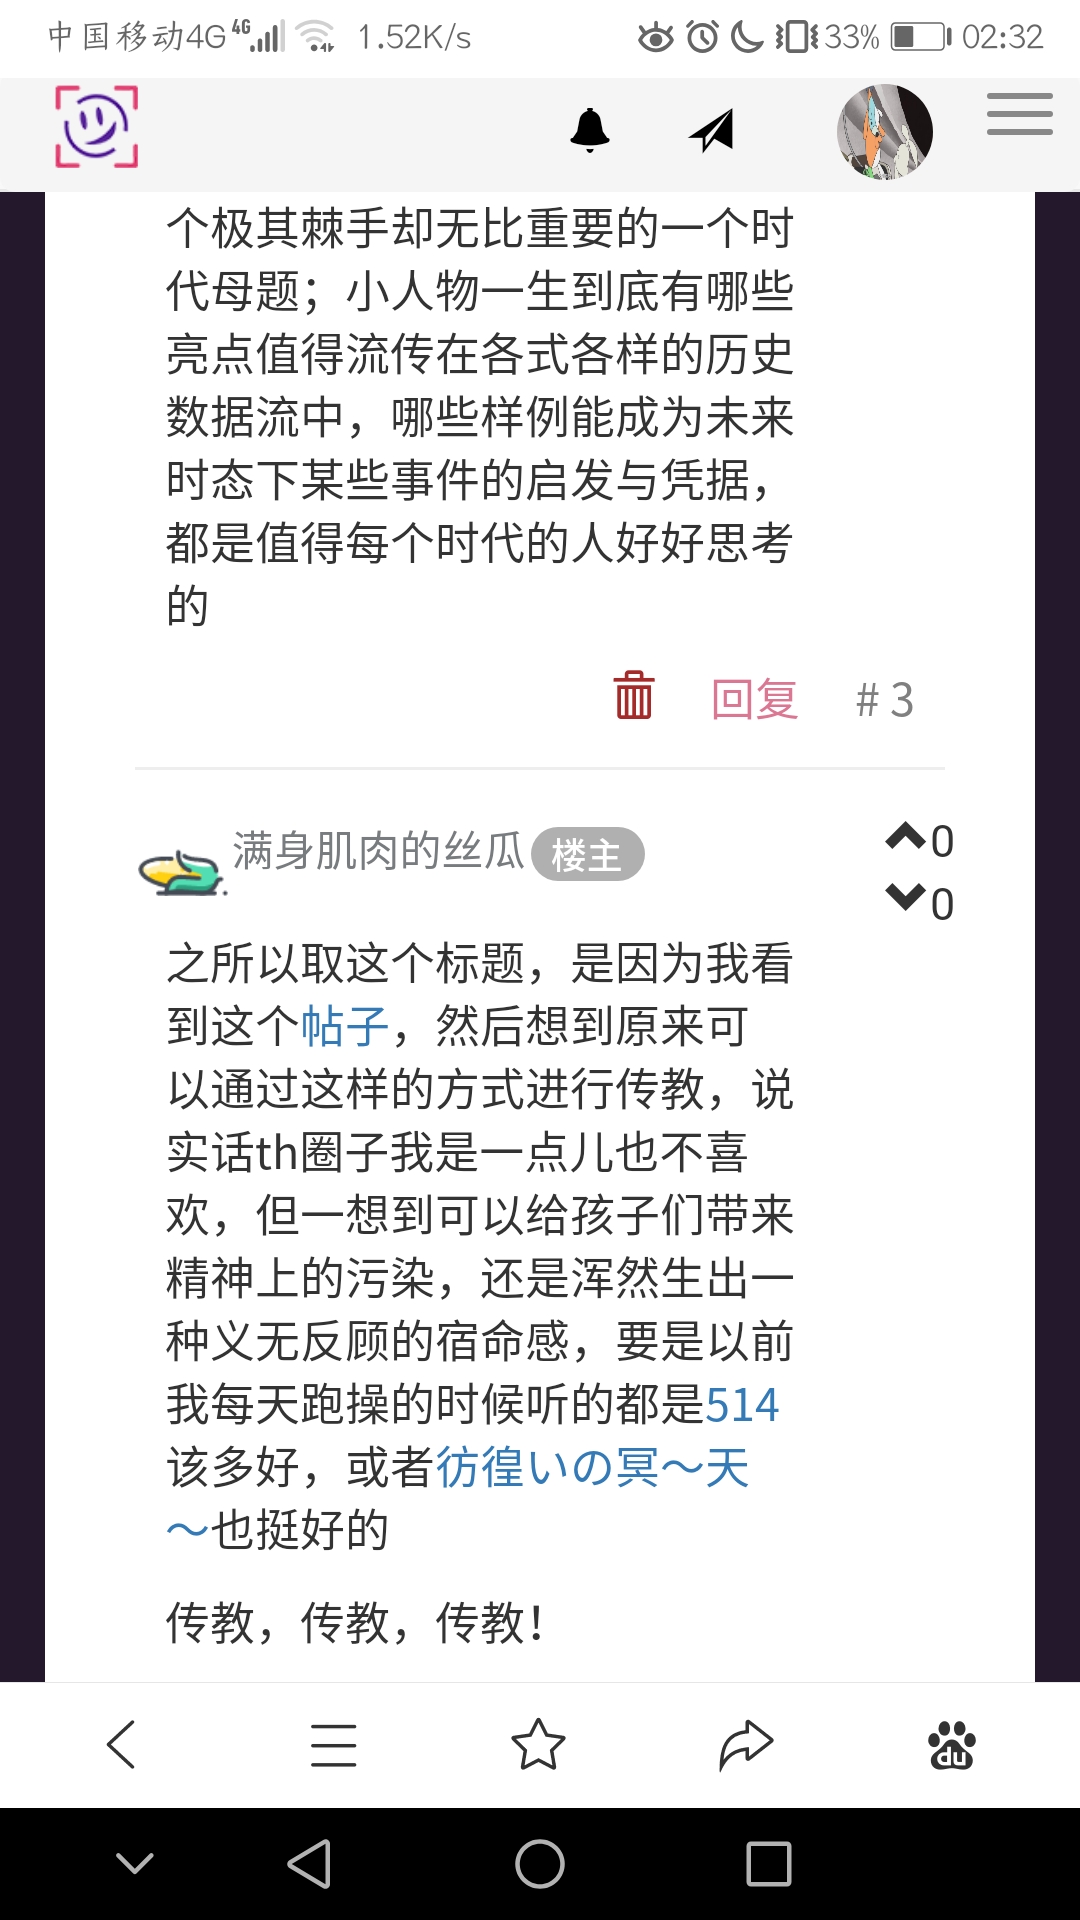 中国移动4G 4G 1.52K/s 33% 02:32
个极其棘手却无比重要的一个时
代母题；小人物一生到底有哪些
亮点值得流传在各式各样的历史
数据流中，哪些样例能成为未来
时态下某些事件的启发与凭据，
都是值得每个时代的人好好思考
的
回复 #3
满身肌肉的丝瓜 楼主 0
0
之所以取这个标题，是因为我看
到这个帖子，然后想到原来可
以通过这样的方式进行传教，说
实话th圈子我是一点儿也不喜
欢，但一想到可以给孩子们带来
精神上的污染，还是浑然生出一
种义无反顾的宿命感，要是以前
我每天跑操的时候听的都是514
该多好，或者彷徨いの冥～天
～也挺好的
传教，传教，传教！
du